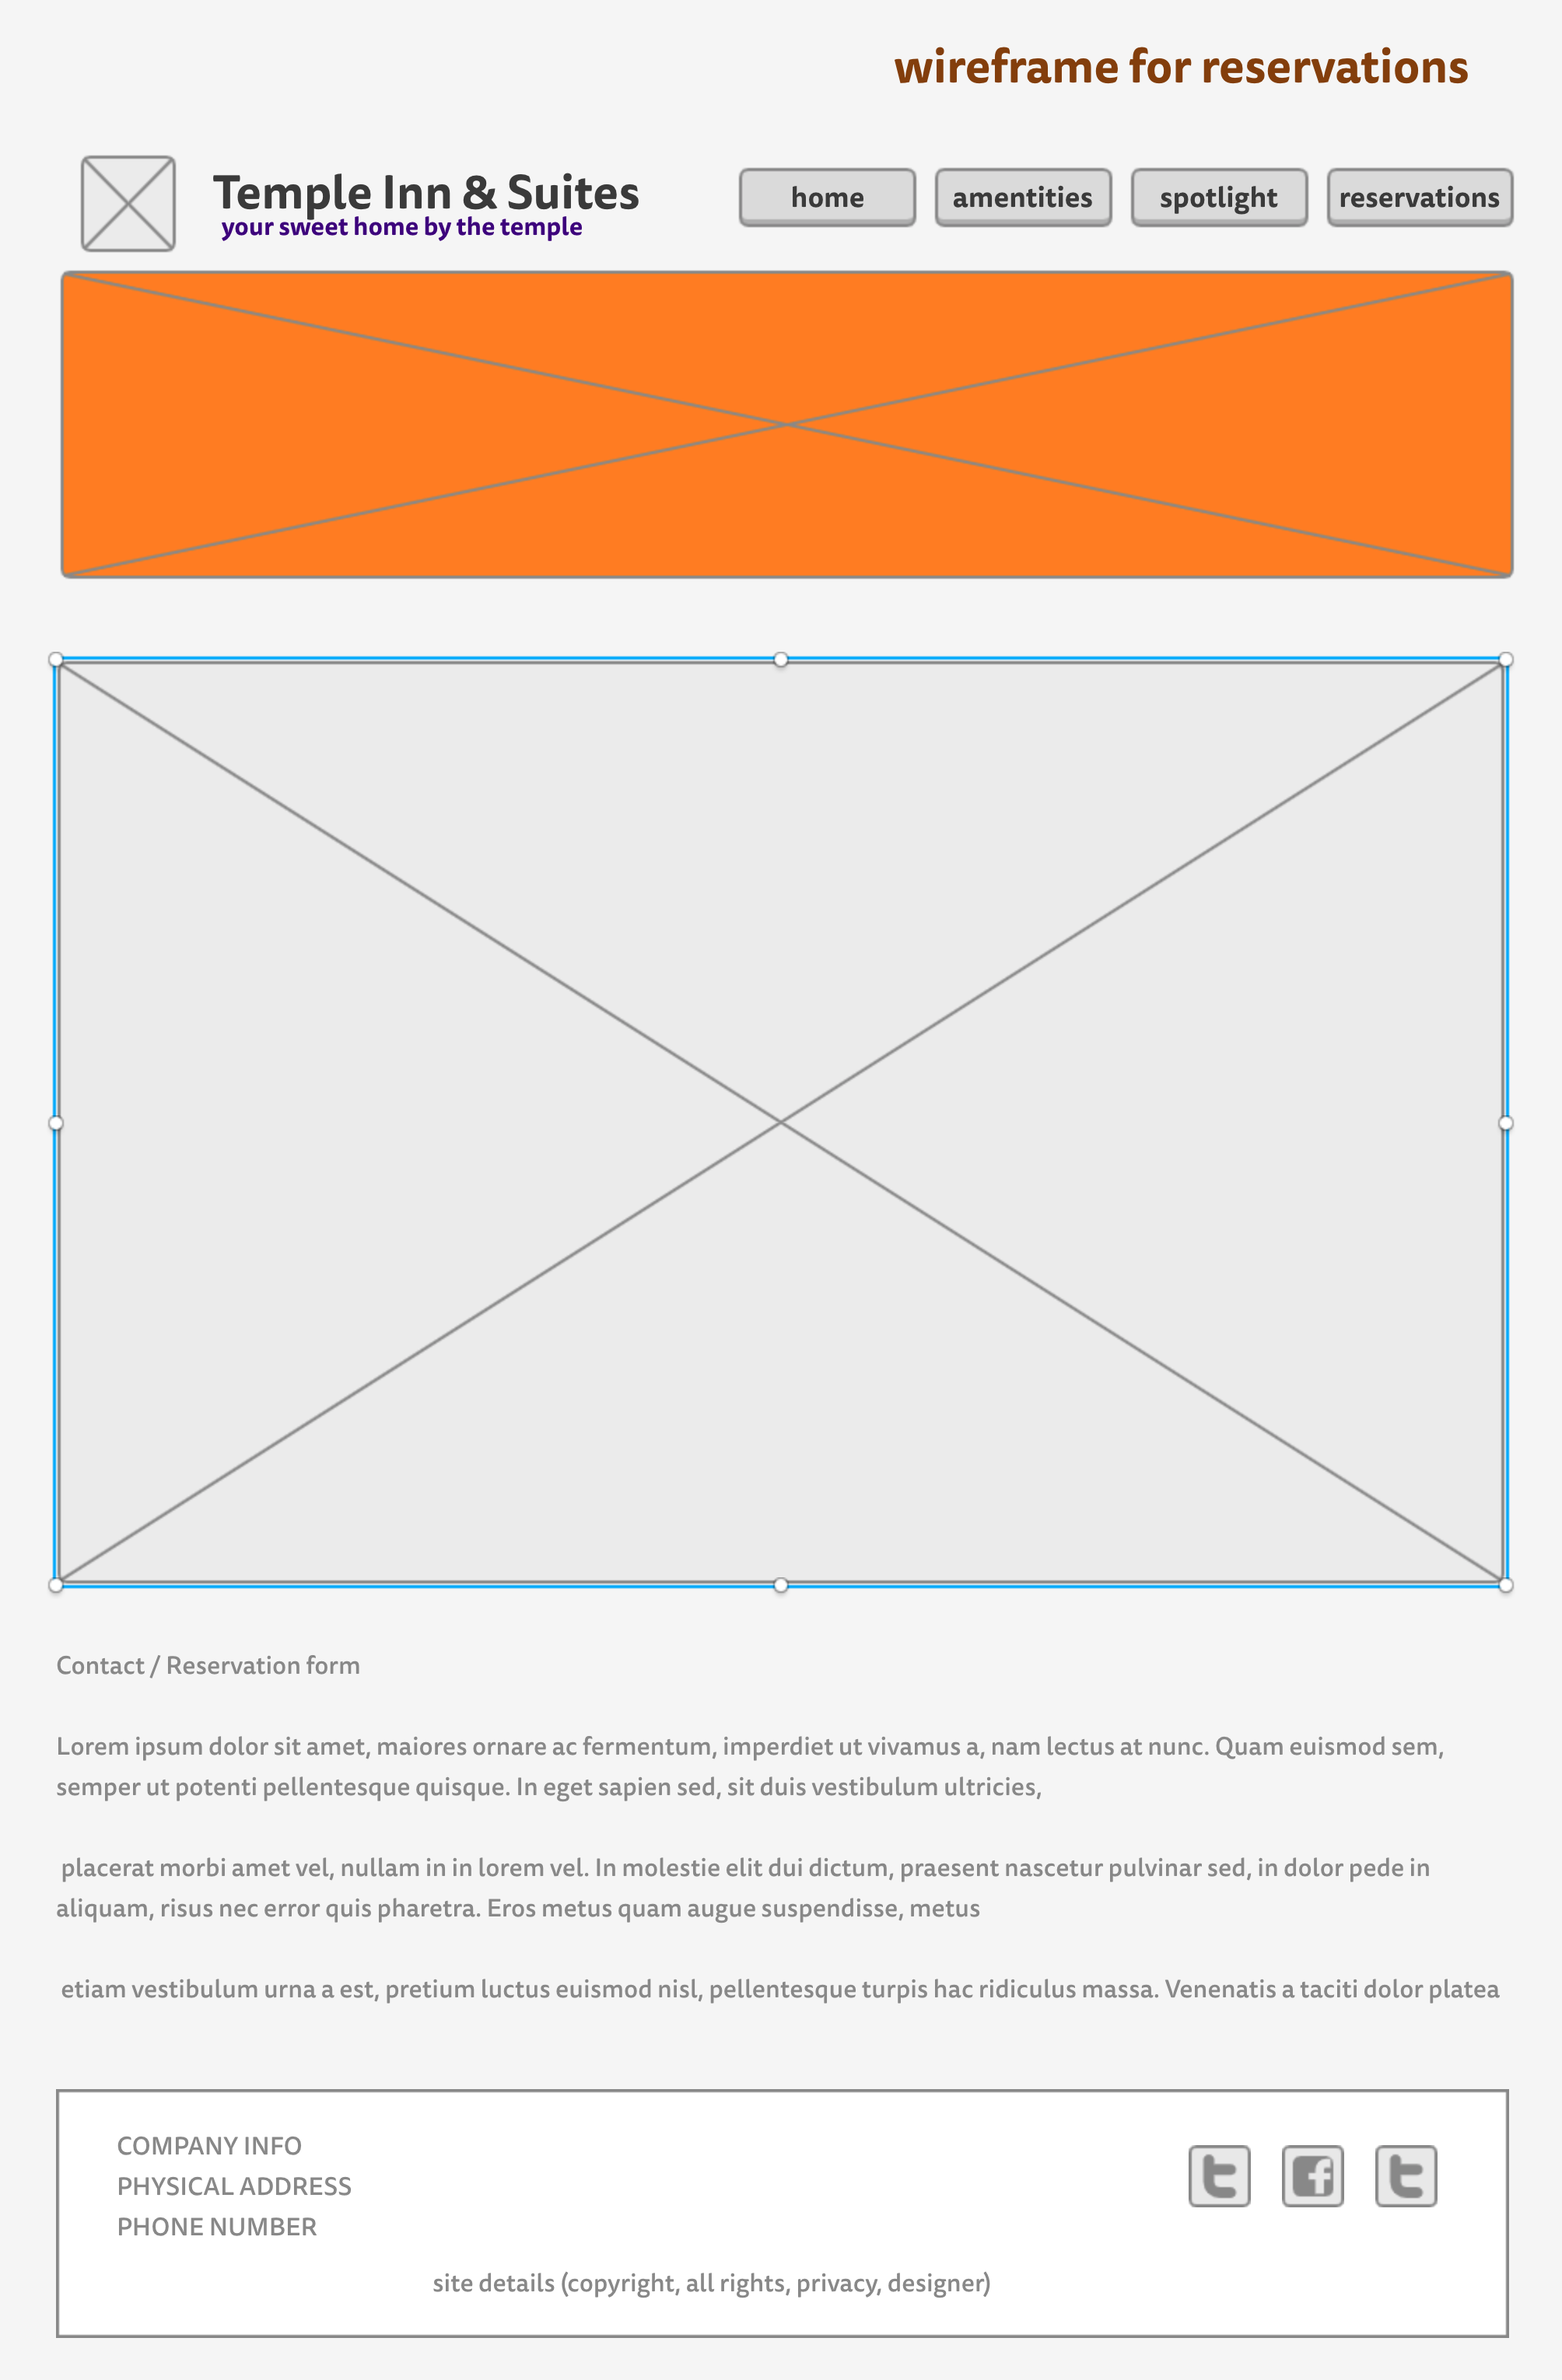 wireframe for reservations
Temple Inn & Suites
your sweet home by the temple
home
amentities
spotlight
reservations
Contact / Reservation form
Lorem ipsum dolor sit amet, maiores ornare ac fermentum, imperdiet ut vivamus a, nam lectus at nunc. Quam euismod sem,
semper ut potenti pellentesque quisque. In eget sapien sed, sit duis vestibulum ultricies,
placerat morbi amet vel, nullam in in lorem vel. In molestie elit dui dictum, praesent nascetur pulvinar sed, in dolor pede in
aliquam, risus nec error quis pharetra. Eros metus quam augue suspendisse, metus
etiam vestibulum urna a est, pretium luctus euismod nisl, pellentesque turpis hac ridiculus massa. Venenatis a taciti dolor platea
COMPANY INFO
PHYSICAL ADDRESS
PHONE NUMBER
site details (copyright, all rights, privacy, designer)